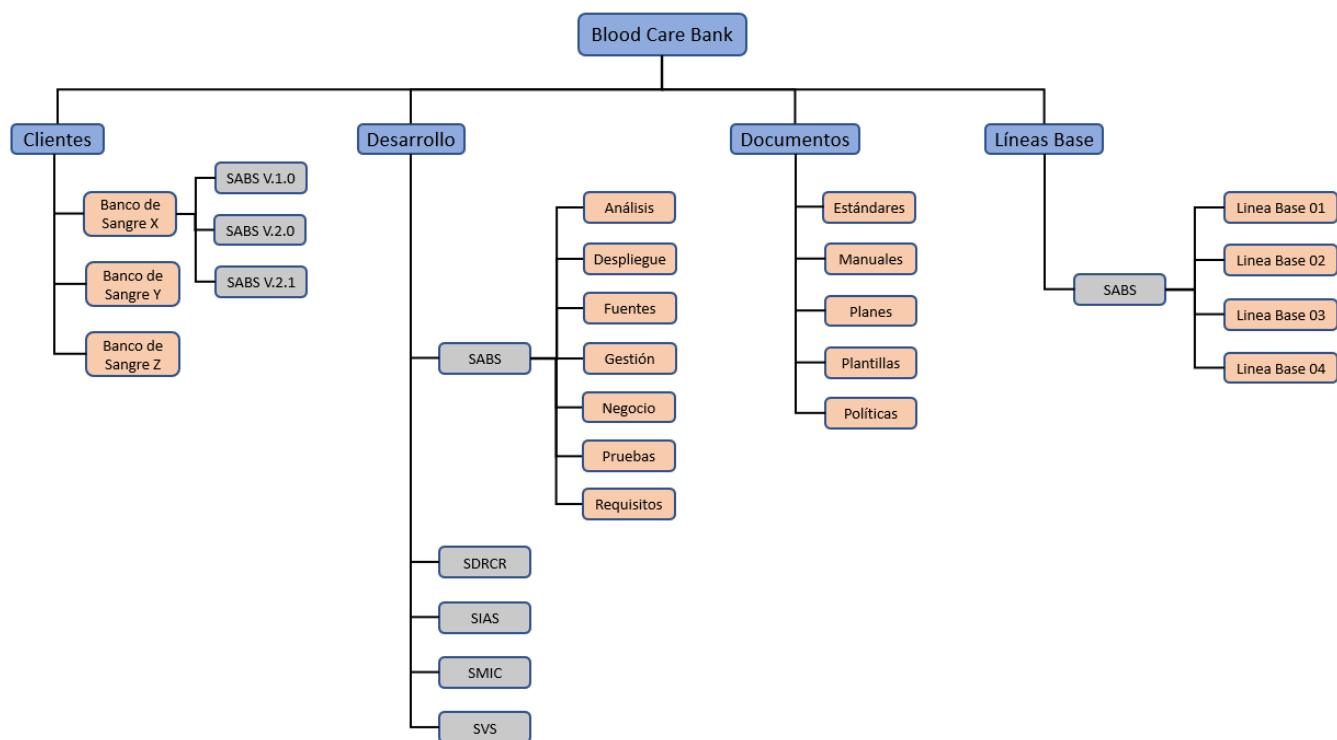 Blood Care Bank
Clientes
Desarrollo
Documentos
Líneas Base
Banco de
Sangre X
SABS V.1.0
SABS V.2.0
SABS V.2.1
Banco de
Sangre Y
Banco de
Sangre Z
SABS
Análisis
Despliegue
Fuentes
Gestión
Negocio
Pruebas
Requisitos
SDRCR
SIAS
SMIC
SVS
Estándares
Manuales
Planes
Plantillas
Políticas
SABS
Linea Base 01
Linea Base 02
Linea Base 03
Linea Base 04